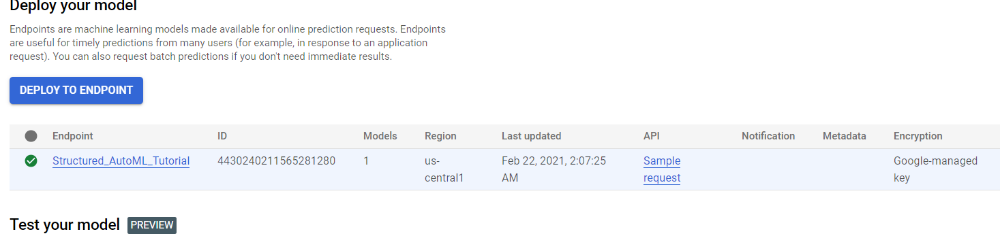 Deploy your model
Endpoints are machine learning models made available for online prediction requests. Endpoints
are useful for timely predictions from many users (for example, in response to an application
request). You can also request batch predictions if you don't need immediate results.
DEPLOY TO ENDPOINT
Endpoint ID Models Region Last updated API Notification Metadata Encryption
Structured_AutoML_Tutorial 4430240211565281280 1 us- Feb 22, 2021, 2:07:25 Sample Google-managed
central1 AM request key
Test your model PREVIEW